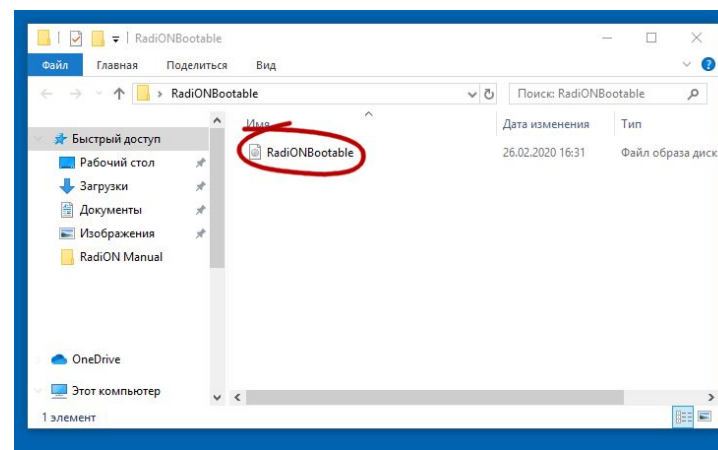 RadiONBootable
Файл Главная Поделиться Вид
RadiONBootable Поиск: RadiONBootable
Имя Дата изменения Тип
Быстрый доступ
RadiONBootable 26.02.2020 16:31 Файл образа диск
Рабочий стол
Загрузки
Документы
Изображения
RadiON Manual
OneDrive
Этот компьютер
1 элемент